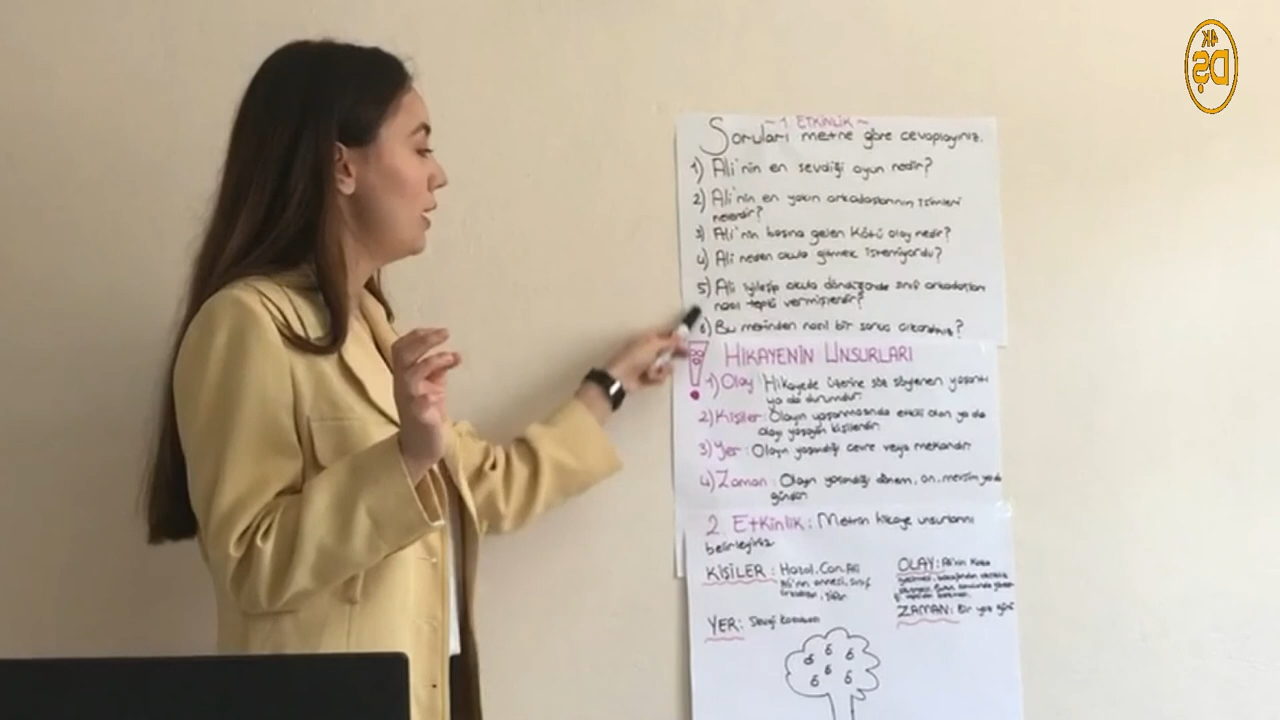 ~ 1. ETKİNLİK ~
Soruları metne göre cevaplayınız.
1) Ali'nin en sevdiği oyun nedir?
2) Ali'nin en yakın arkadaşlarının isimleri
nelerdir?
3) Ali'nin başına gelen kötü olay nedir?
4) Ali neden okula gitmek istemiyordu?
5) Ali iyileşip okula döndüğünde sınıf arkadaşları
nasıl tepki vermişlerdir?
6) Bu metinden nasıl bir sonuç
HİKAYENİN UNSURLARI
1) Olay: Hikayede üzerine söz söylenen yaşantı
ya da durumdur.
2) Kişiler: Olayın yaşanmasında etkili olan ya da
olayı yaşayan kişilerdir.
3) Yer: Olayın yaşandığı çevre veya mekandır.
4) Zaman: Olayın yaşandığı dönem, an, mevsim ya da
gündür.
2. Etkinlik: Metnin hikaye unsurlarını
belirleyiniz.
KİŞİLER: Hazal, Can, Ali
Ali'nin annesi, sınıf
YER: Sevgi
OLAY: Ali'nin kaza
ZAMAN: Bir yaz günü
4K
DŞ